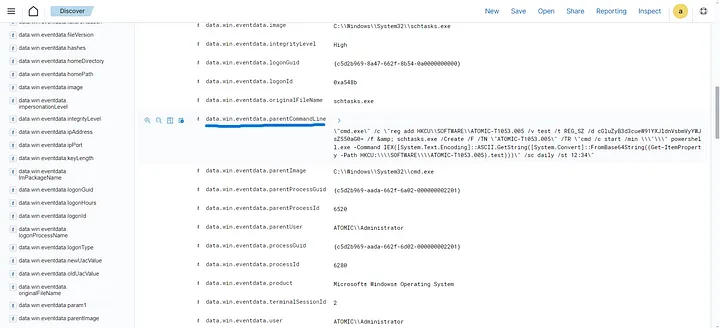 Discover
New Save Open Share Reporting Inspect
a
data.win.eventdata.fileVersion
data.win.eventdata.hashes
data.win.eventdata.homeDirectory
data.win.eventdata.homePath
data.win.eventdata.image
data.win.eventdata.
impersonationLevel
data.win.eventdata.
integrityLevel
data.win.eventdata.ipAddress
data.win.eventdata.ipPort
data.win.eventdata.keyLength
data.win.eventdata.
lmPackageName
data.win.eventdata.logonGuid
data.win.eventdata.logonHours
data.win.eventdata.logonId
data.win.eventdata.
logonProcessName
data.win.eventdata.logonType
data.win.eventdata.newUacValue
data.win.eventdata.oldUacValue
data.win.eventdata.
originalFileName
data.win.eventdata.param1
data.win.eventdata.parentImage
t data.win.eventdata.image C:\\Windows\\System32\\schtasks.exe
t data.win.eventdata.integrityLevel High
t data.win.eventdata.logonGuid {c5d2b969-8a47-662f-8b54-0a0000000000}
t data.win.eventdata.logonId 0xa548b
t data.win.eventdata.originalFileName schtasks.exe
t data.win.eventdata.parentCommandLine
\"cmd.exe\" /c \"reg add HKCU\\SOFTWARE\\ATOMIC-T1053.005 /v test /t REG_SZ /d
/f &amp; schtasks.exe /Create /F /TN \"ATOMIC-T1053.005\" /TR \"cmd /c start /min \\\"\\\" powershel
l.exe -Command IEX([System.Text.Encoding]::ASCII.GetString([System.Convert]::FromBase64String((Get-ItemPropert
y -Path HKCU:\\\\SOFTWARE\\\\ATOMIC-T1053.005).test)))\" /sc daily /st 12:34\"
t data.win.eventdata.parentImage C:\\Windows\\System32\\cmd.exe
t data.win.eventdata.parentProcessGuid {c5d2b969-aada-662f-6a02-000000002201}
t data.win.eventdata.parentProcessId 6520
t data.win.eventdata.parentUser ATOMIC\\Administrator
t data.win.eventdata.processGuid {c5d2b969-aada-662f-6d02-000000002201}
t data.win.eventdata.processId 6280
t data.win.eventdata.product Microsoft® Windows® Operating System
t data.win.eventdata.terminalSessionId 2
t data.win.eventdata.user ATOMIC\\Administrator